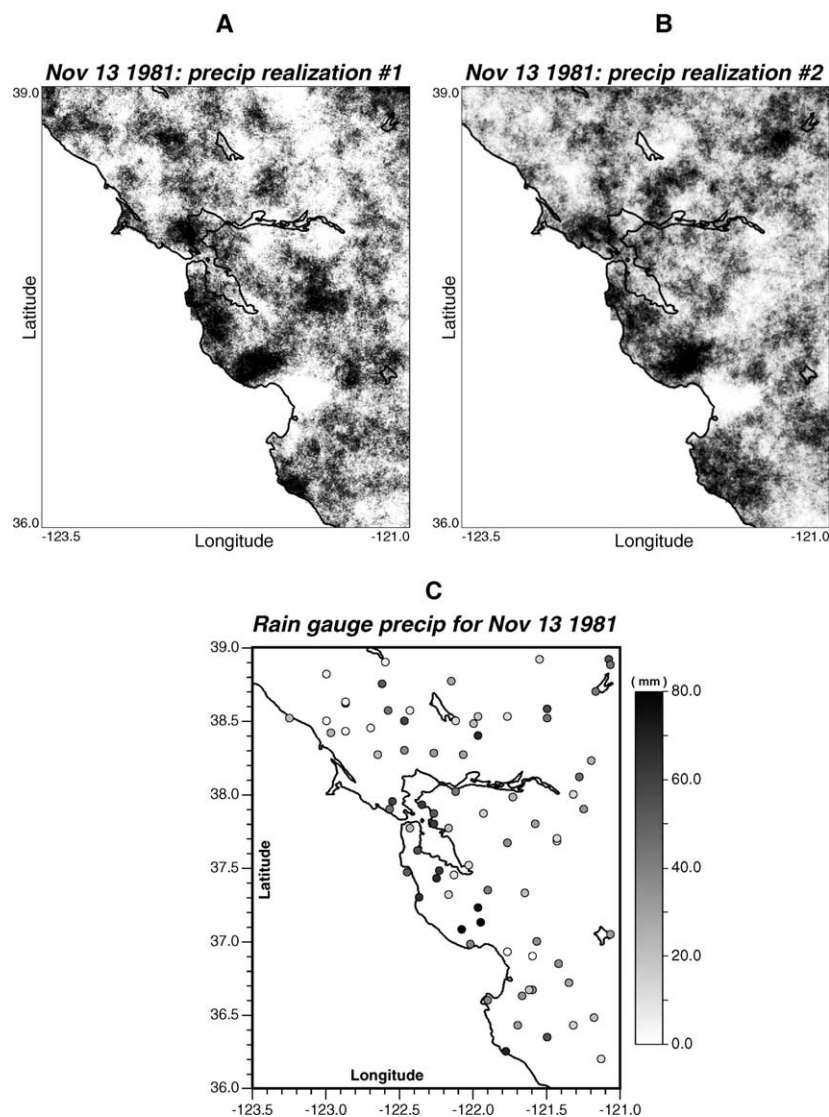 A
B
Nov 13 1981: precip realization #1
Nov 13 1981: precip realization #2
39.0
39.0
Latitude
Latitude
36.0
36.0
-123.5 Longitude -121.0
-123.5 Longitude -121.0
C
Rain gauge precip for Nov 13 1981
39.0
38.5
38.0
37.5
37.0
36.5
36.0
Latitude
Longitude
-123.5 -123.0 -122.5 -122.0 -121.5 -121.0
(mm)
80.0
60.0
40.0
20.0
0.0